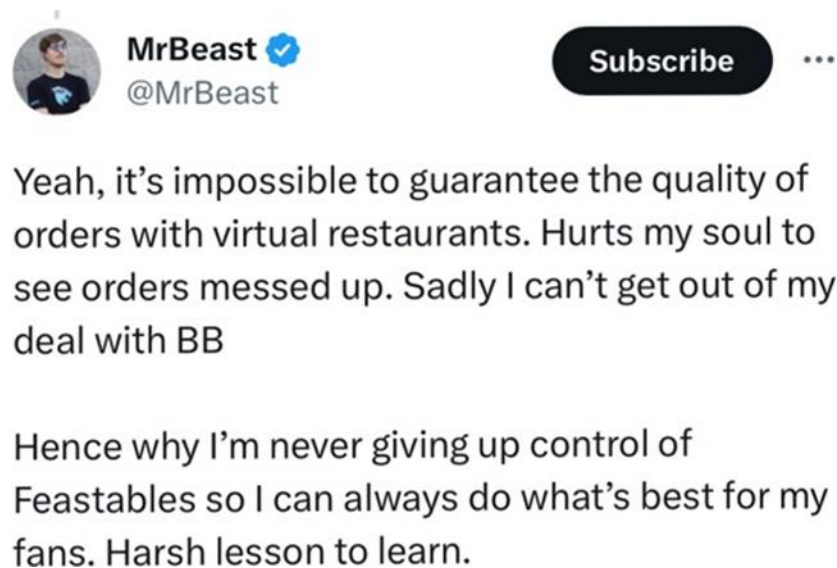 MrBeast
@MrBeast
Subscribe
Yeah, it’s impossible to guarantee the quality of
orders with virtual restaurants. Hurts my soul to
see orders messed up. Sadly I can’t get out of my
deal with BB
Hence why I’m never giving up control of
Feastables so I can always do what’s best for my
fans. Harsh lesson to learn.